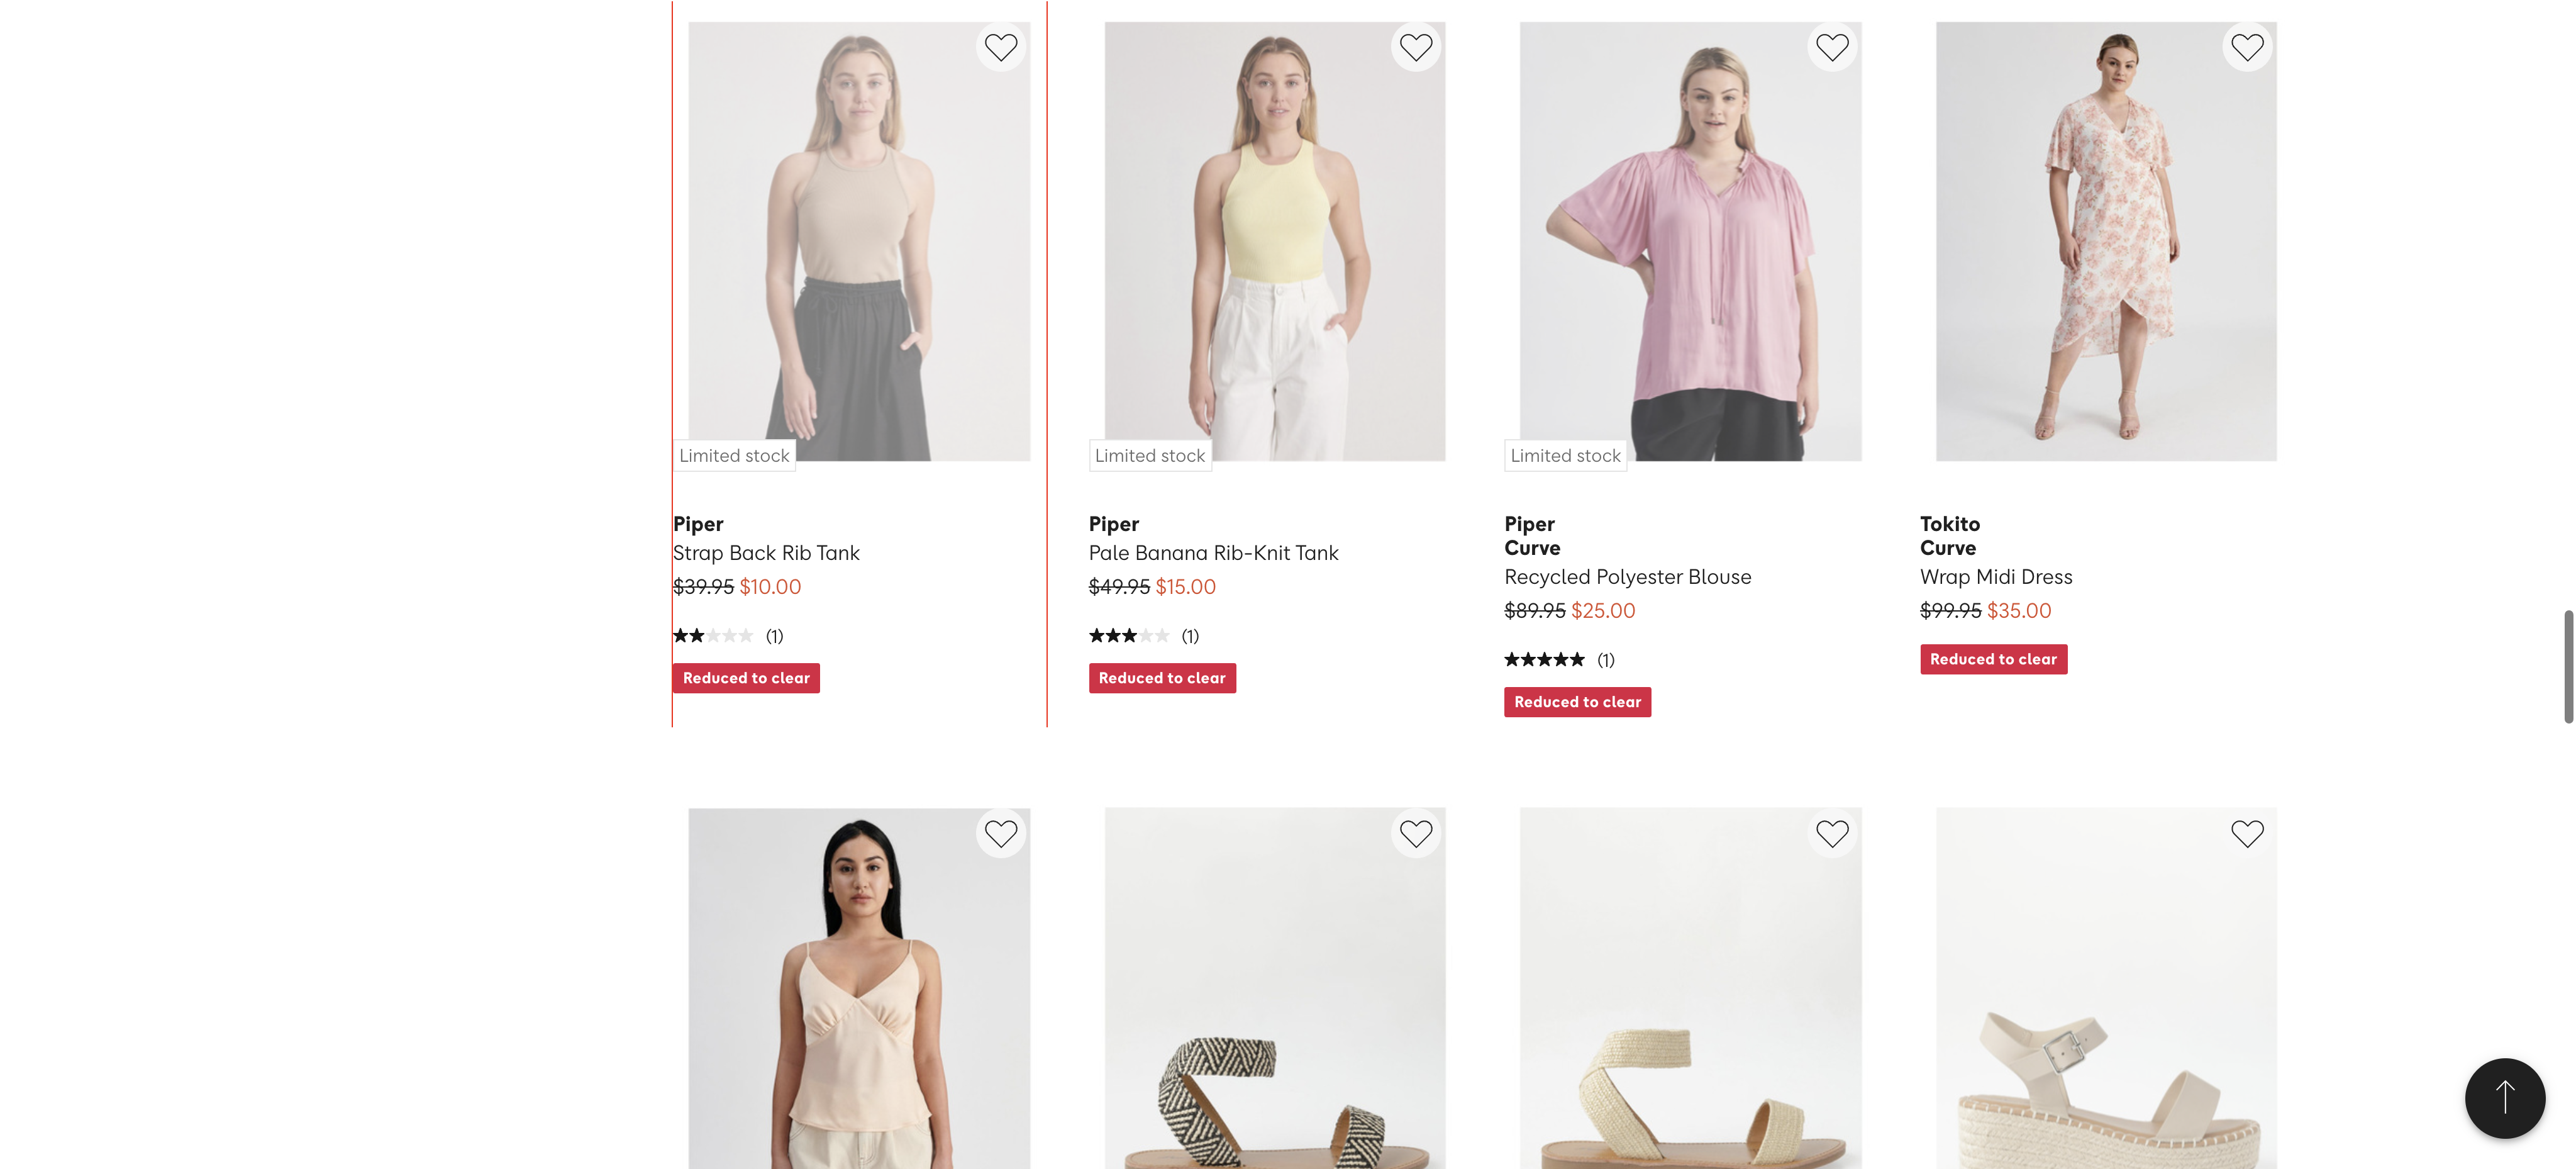 Limited stock
Piper
Strap Back Rib Tank
$39.95 $10.00
(1)
Reduced to clear
Limited stock
Piper
Pale Banana Rib-Knit Tank
$49.95 $15.00
(1)
Reduced to clear
Limited stock
Piper
Curve
Recycled Polyester Blouse
$89.95 $25.00
(1)
Reduced to clear
Tokito
Curve
Wrap Midi Dress
$99.95 $35.00
Reduced to clear